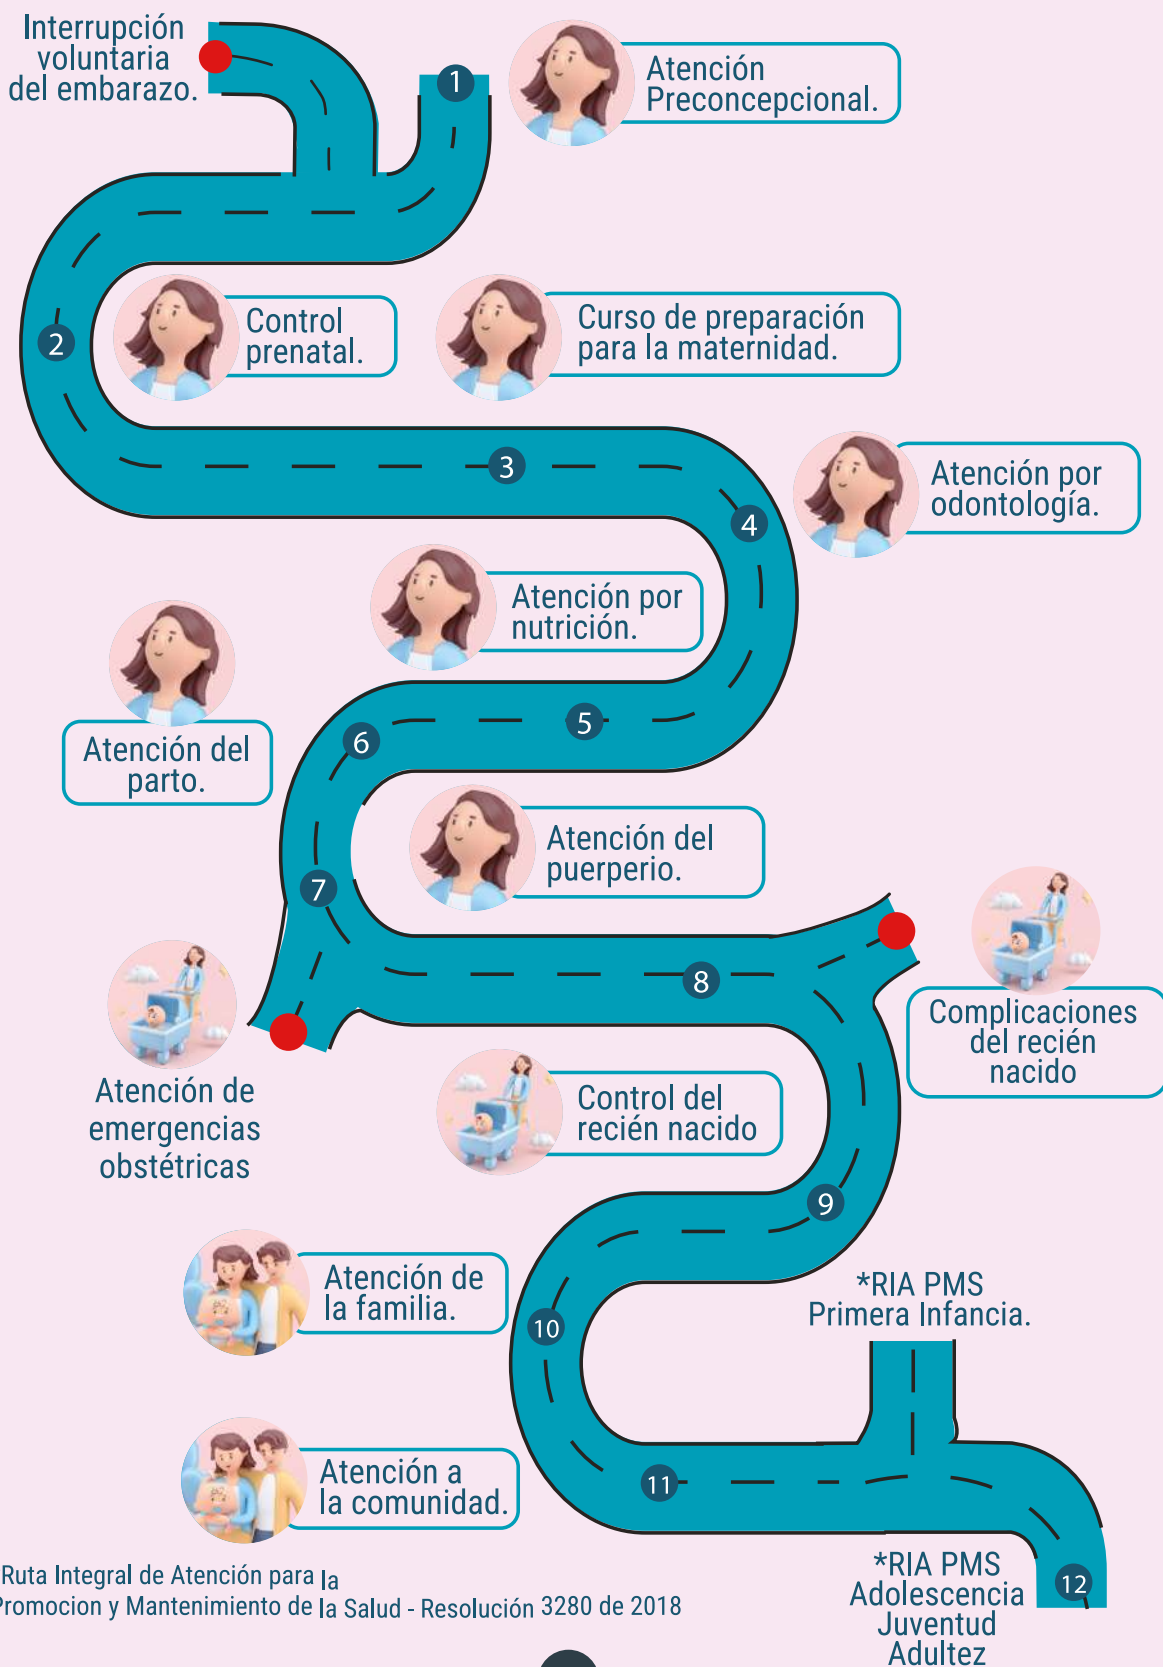 Interrupción
voluntaria
del embarazo.
1
Atención
Preconcepcional.
2
Control
prenatal.
Curso de preparación
para la maternidad.
3
4
Atención por
odontología.
Atención por
nutrición.
5
6
Atención del
parto.
Atención del
puerperio.
7
8
Complicaciones
del recién
nacido
Atención de
emergencias
obstétricas
Control del
recién nacido
9
Atención de
la familia.
10
*RIA PMS
Primera Infancia.
Atención a
la comunidad.
11
12
*RIA PMS
Adolescencia
Juventud
Adultez
Ruta Integral de Atención para la
Promocion y Mantenimiento de la Salud - Resolución 3280 de 2018